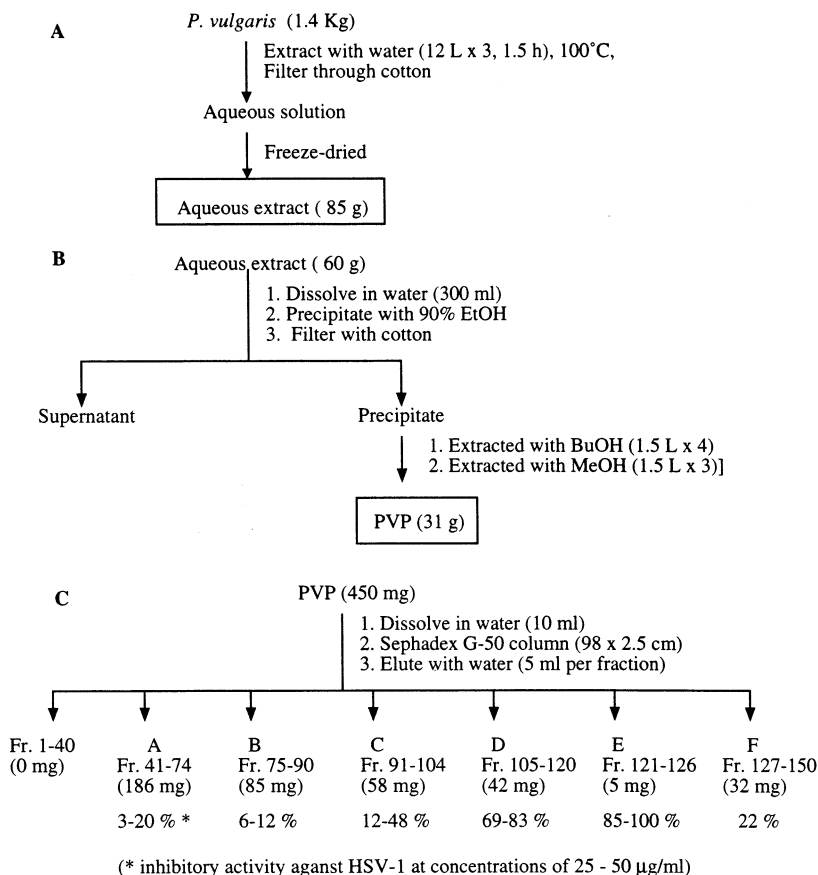 A
P. vulgaris (1.4 Kg)
Extract with water (12 L x 3, 1.5 h), 100˚C,
Filter through cotton
Aqueous solution
Freeze-dried
Aqueous extract ( 85 g)
B
Aqueous extract ( 60 g)
1. Dissolve in water (300 ml)
2. Precipitate with 90% EtOH
3. Filter with cotton
Supernatant
Precipitate
1. Extracted with BuOH (1.5 L x 4)
2. Extracted with MeOH (1.5 L x 3)]
PVP (31 g)
C
PVP (450 mg)
1. Dissolve in water (10 ml)
2. Sephadex G-50 column (98 x 2.5 cm)
3. Elute with water (5 ml per fraction)
Fr. 1-40
(0 mg)
A
Fr. 41-74
(186 mg)
3-20 % *
B
Fr. 75-90
(85 mg)
6-12 %
C
Fr. 91-104
(58 mg)
12-48 %
D
Fr. 105-120
(42 mg)
69-83 %
E
Fr. 121-126
(5 mg)
85-100 %
F
Fr. 127-150
(32 mg)
22 %
(* inhibitory activity aganst HSV-1 at concentrations of 25 - 50 µg/ml)